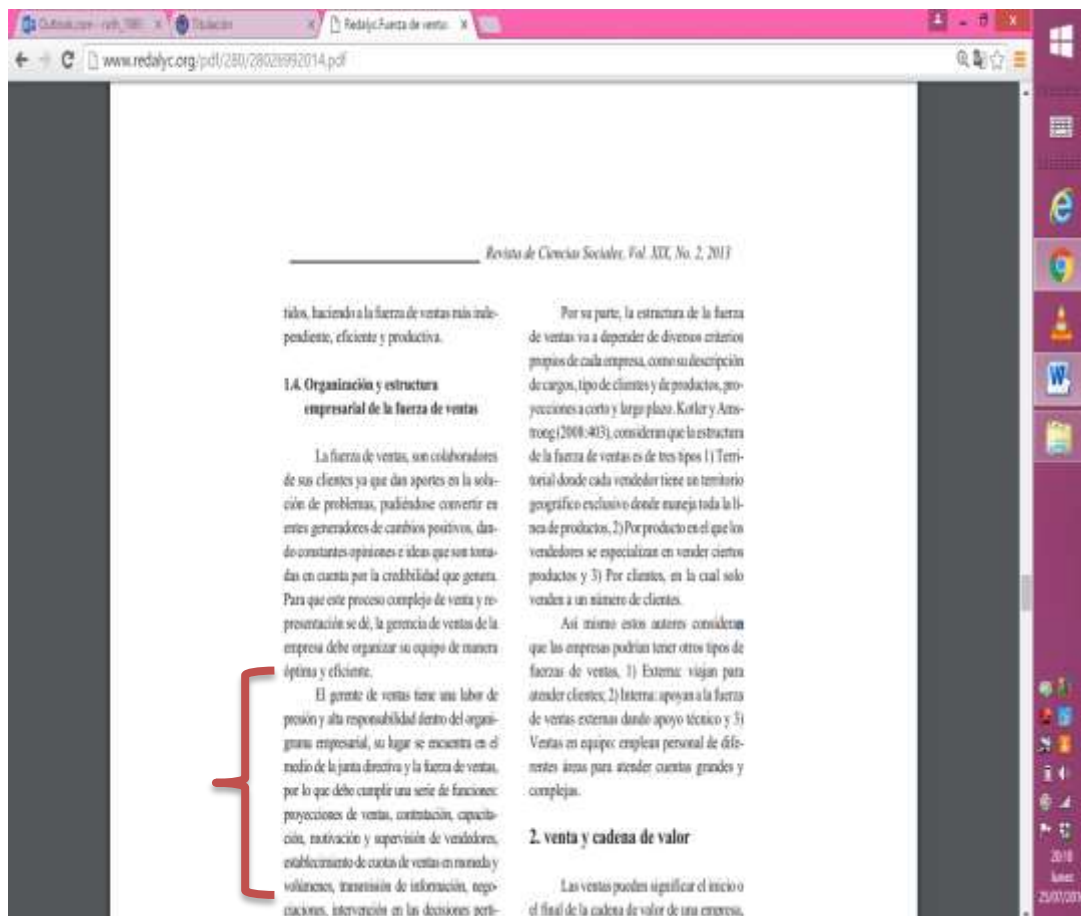 Outlook.com
Titulación
Redalyc.Fuerza de ventas
www.redalyc.org/pdf/280/28026992014.pdf
Revista de Ciencias Sociales, Vol. XIX, No. 2, 2013
tidos, haciendo a la fuerza de ventas más inde-
pendiente, eficiente y productiva.
1.4. Organización y estructura
empresarial de la fuerza de ventas
La fuerza de ventas, son colaboradores
de sus clientes ya que dan aportes en la solu-
ción de problemas, pudiéndose convertir en
entes generadores de cambios positivos, dan-
do constantes opiniones e ideas que son toma-
das en cuenta por la credibilidad que genera.
Para que este proceso complejo de venta y re-
presentación se dé, la gerencia de ventas de la
empresa debe organizar su equipo de manera
óptima y eficiente.
El gerente de ventas tiene una labor de
presión y alta responsabilidad dentro del organi-
grama empresarial, su lugar se encuentra en el
medio de la junta directiva y la fuerza de ventas,
por lo que debe cumplir una serie de funciones:
proyecciones de ventas, contratación, capacita-
ción, motivación y supervisión de vendedores,
establecimiento de cuotas de ventas en moneda y
volúmenes, transmisión de información, nego-
ciaciones, intervención en las decisiones perti-
Por su parte, la estructura de la fuerza
de ventas va a depender de diversos criterios
propios de cada empresa, como su descripción
de cargos, tipo de clientes y de productos, pro-
yecciones a corto y largo plazo. Kotler y Ams-
trong (2008:403), consideran que la estructura
de la fuerza de ventas es de tres tipos 1) Terri-
torial donde cada vendedor tiene un territorio
geográfico exclusivo donde maneja toda la lí-
nea de productos, 2) Por producto en el que los
vendedores se especializan en vender ciertos
productos y 3) Por clientes, en la cual solo
venden a un número de clientes.
Así mismo estos autores consideran
que las empresas podrían tener otros tipos de
fuerzas de ventas, 1) Externa: viajan para
atender clientes; 2) Interna: apoyan a la fuerza
de ventas externas dando apoyo técnico y 3)
Ventas en equipo: emplean personal de dife-
rentes áreas para atender cuentas grandes y
complejas.
2. venta y cadena de valor
Las ventas pueden significar el inicio o
el final de la cadena de valor de una empresa,
20:18
lunes